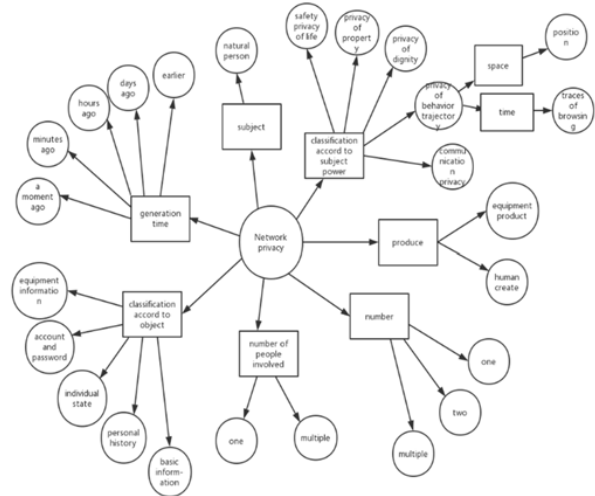 safety
privacy
of life
privacy
of
propert
y
privacy
of
dignity
natural
person
positio
n
space
earlier
days
ago
hours
ago
privacy
of
behavior
trajector
y
time
traces
of
browsin
g
subject
classification
accord to
subject
power
minutes
ago
commu
nicatio
n
privacy
a
moment
ago
generation
time
equipment
product
Network
privacy
produce
human
create
equipment
informatio
n
classification
accord to
object
number
account
and
password
number of
people
involved
one
individual
state
two
personal
history
one
multiple
multiple
basic
inform-
ation